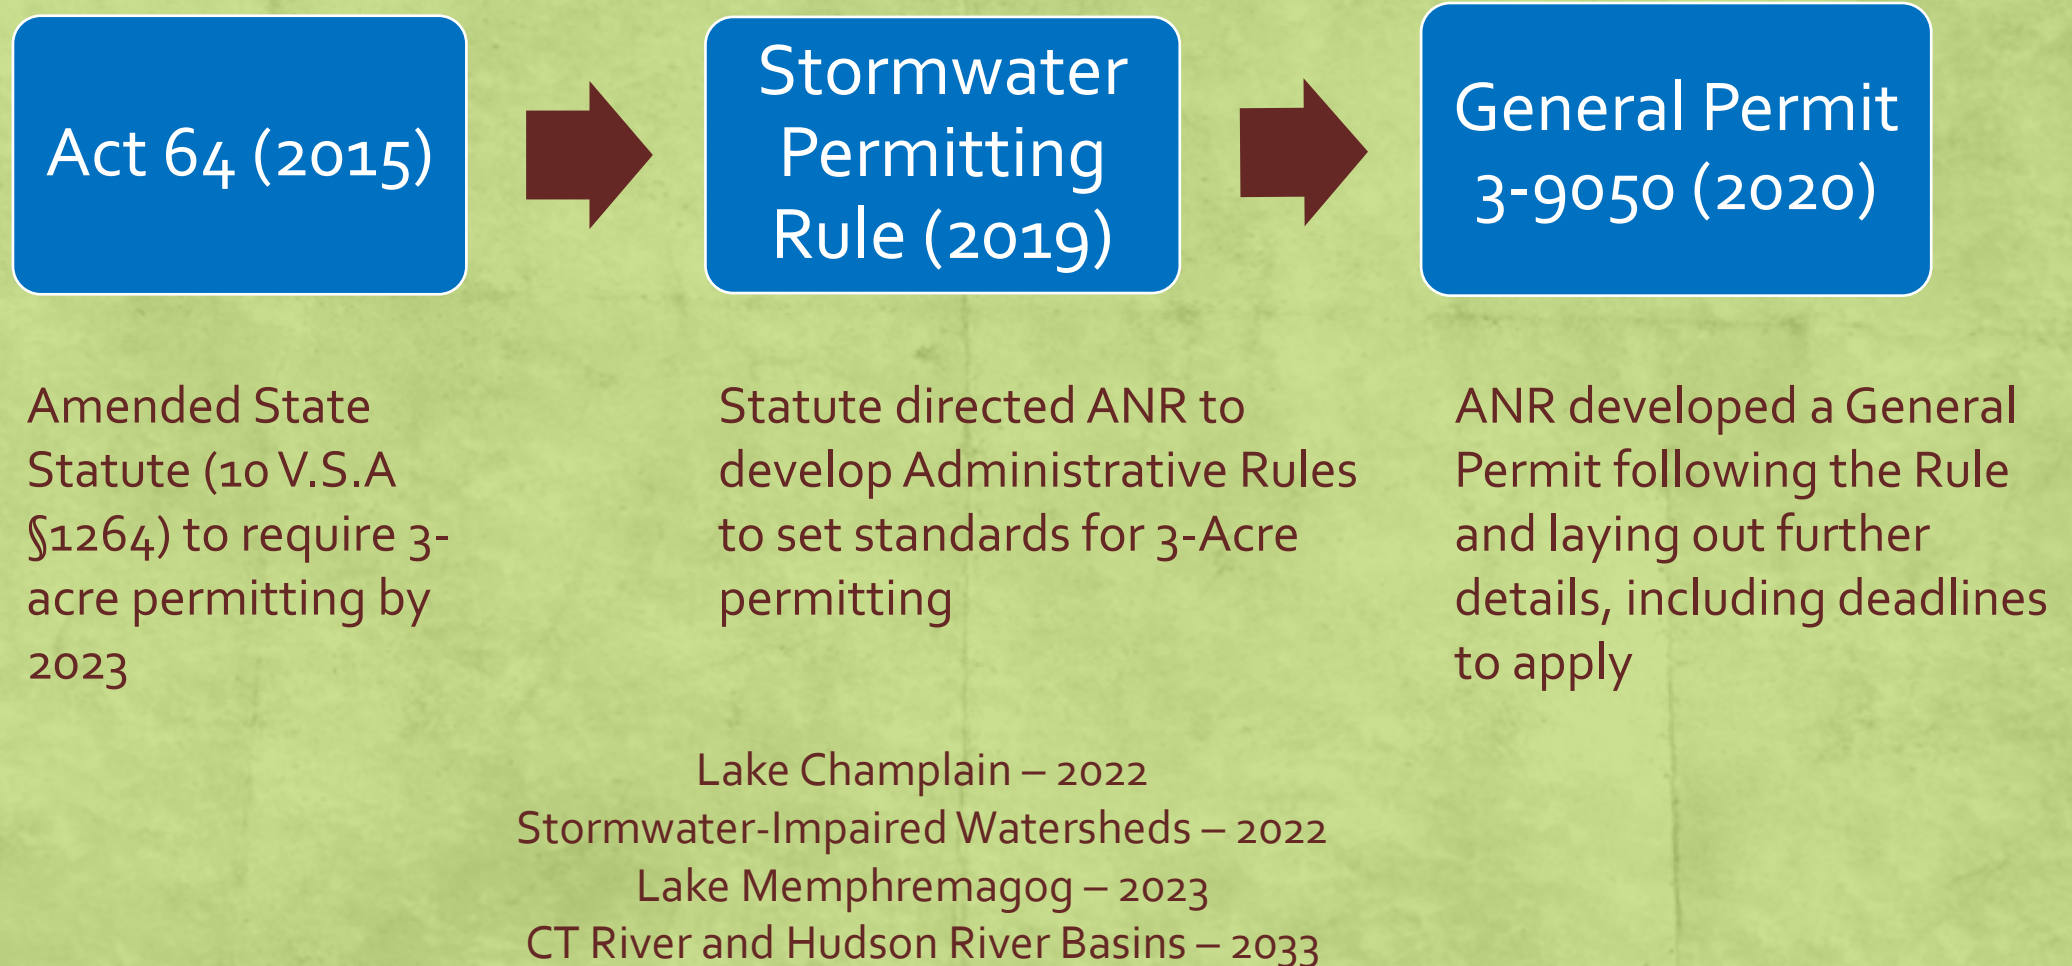 Act 64 (2015)
Stormwater
Permitting
Rule (2019)
General Permit
3-9050 (2020)
Amended State
Statute (10 V.S.A
§1264) to require 3-
acre permitting by
2023
Statute directed ANR to
develop Administrative Rules
to set standards for 3-Acre
permitting
ANR developed a General
Permit following the Rule
and laying out further
details, including deadlines
to apply
Lake Champlain – 2022
Stormwater-Impaired Watersheds – 2022
Lake Memphremagog – 2023
CT River and Hudson River Basins – 2033